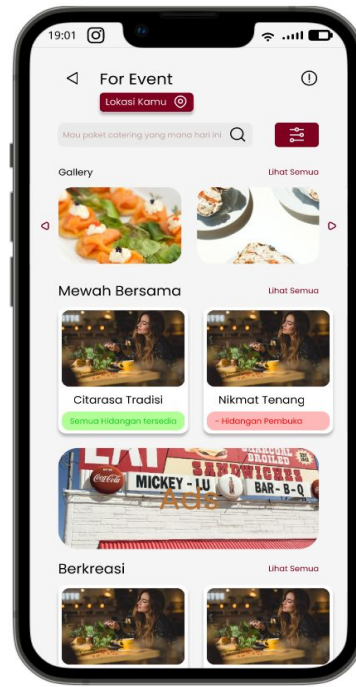 19:01
For Event
Lokasi Kamu
Mau paket catering yang mana hari ini
Gallery
Lihat Semua
Mewah Bersama
Lihat Semua
Citarasa Tradisi
Nikmat Tenang
Semua Hidangan tersedia
- Hidangan Pembuka
CHARCOAL
BROILED
SANDWICHES
Coca-Cola
MICKEY - LU
BAR - B - Q
Ads
Berkreasi
Lihat Semua